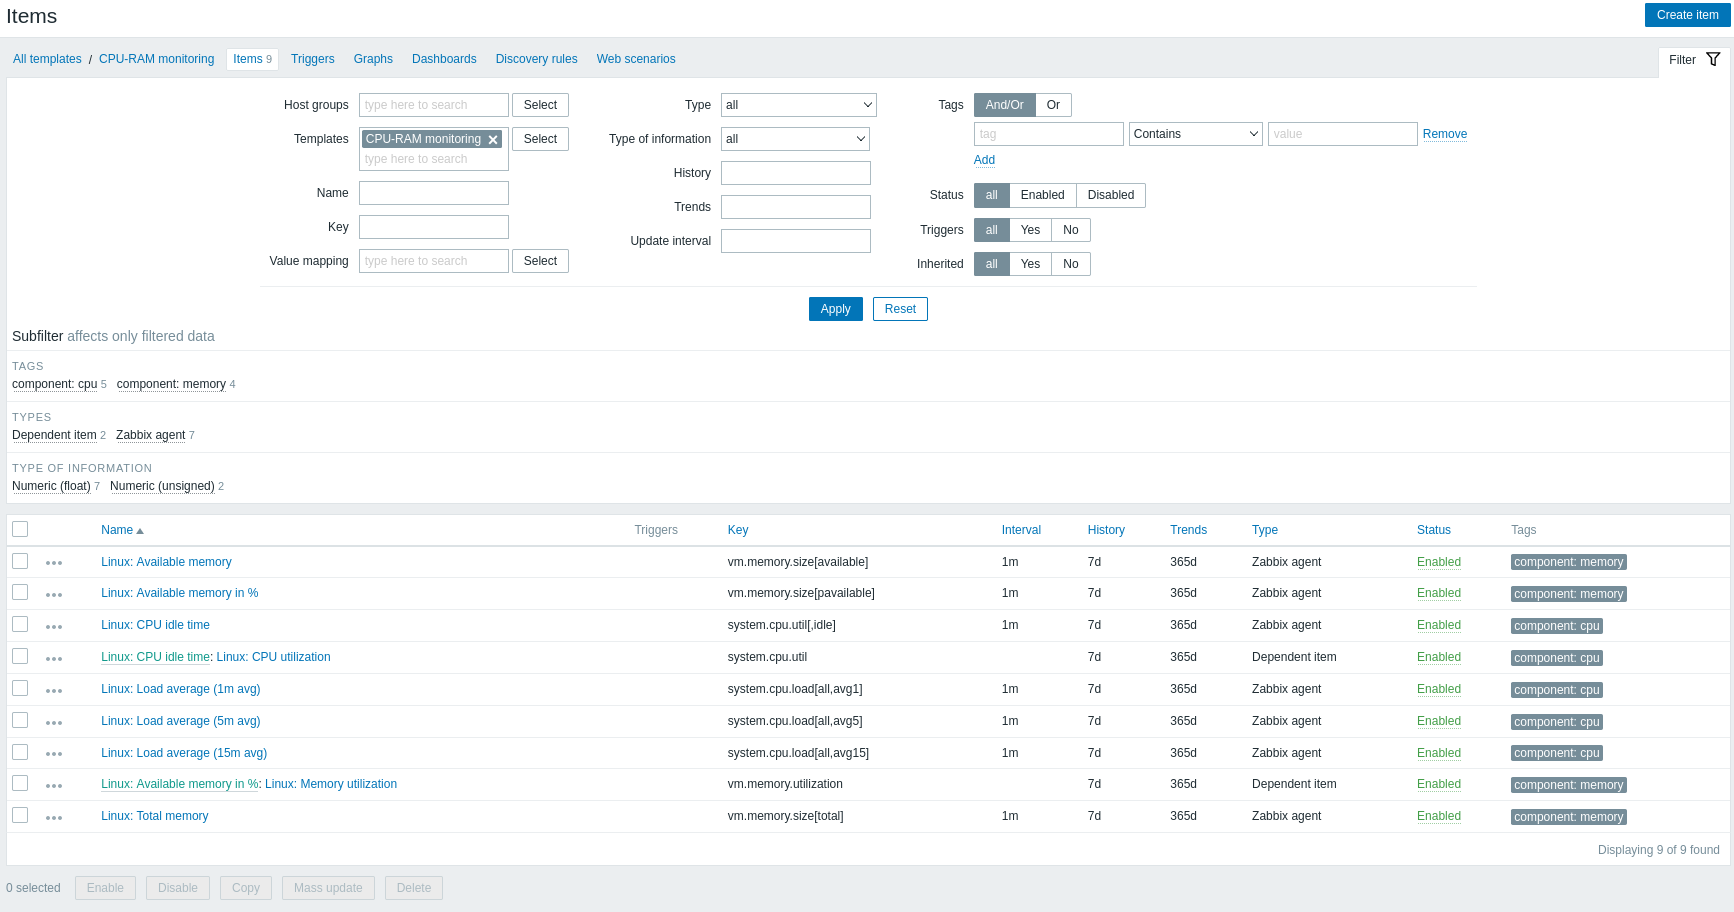 Items
Create item
All templates / CPU-RAM monitoring Items 9 Triggers Graphs Dashboards Discovery rules Web scenarios Filter
Host groups type here to search Select Type all Tags And/Or Or
tag Contains value Remove
Templates CPU-RAM monitoring Select Type of information all
type here to search Add
History
Name Trends Status all Enabled Disabled
Key Triggers all Yes No
Update interval
Value mapping type here to search Select Inherited all Yes No
Apply Reset
Subfilter affects only filtered data
TAGS
component: cpu 5 component: memory 4
TYPES
Dependent item 2 Zabbix agent 7
TYPE OF INFORMATION
Numeric (float) 7 Numeric (unsigned) 2
Name Triggers Key Interval History Trends Type Status Tags
Linux: Available memory vm.memory.size[available] 1m 7d 365d Zabbix agent Enabled component: memory
Linux: Available memory in % vm.memory.size[pavailable] 1m 7d 365d Zabbix agent Enabled component: memory
Linux: CPU idle time system.cpu.util[,idle] 1m 7d 365d Zabbix agent Enabled component: cpu
Linux: CPU idle time: Linux: CPU utilization system.cpu.util 7d 365d Dependent item Enabled component: cpu
Linux: Load average (1m avg) system.cpu.load[all,avg1] 1m 7d 365d Zabbix agent Enabled component: cpu
Linux: Load average (5m avg) system.cpu.load[all,avg5] 1m 7d 365d Zabbix agent Enabled component: cpu
Linux: Load average (15m avg) system.cpu.load[all,avg15] 1m 7d 365d Zabbix agent Enabled component: cpu
Linux: Available memory in %: Linux: Memory utilization vm.memory.utilization 7d 365d Dependent item Enabled component: memory
Linux: Total memory vm.memory.size[total] 1m 7d 365d Zabbix agent Enabled component: memory
Displaying 9 of 9 found
0 selected Enable Disable Copy Mass update Delete